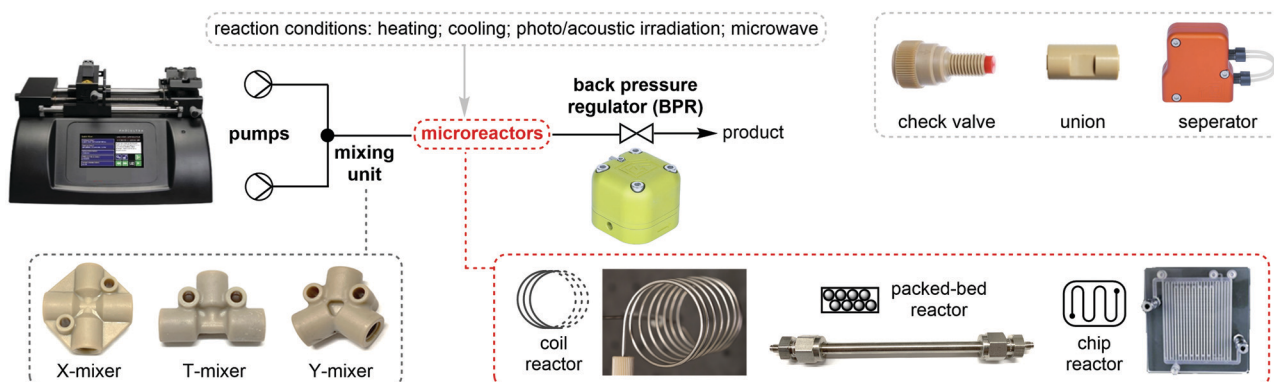 reaction conditions: heating; cooling; photo/acoustic irradiation; microwave
pumps
mixing
unit
microreactors
back pressure
regulator (BPR)
product
check valve
union
seperator
X-mixer
T-mixer
Y-mixer
coil
reactor
packed-bed
reactor
chip
reactor